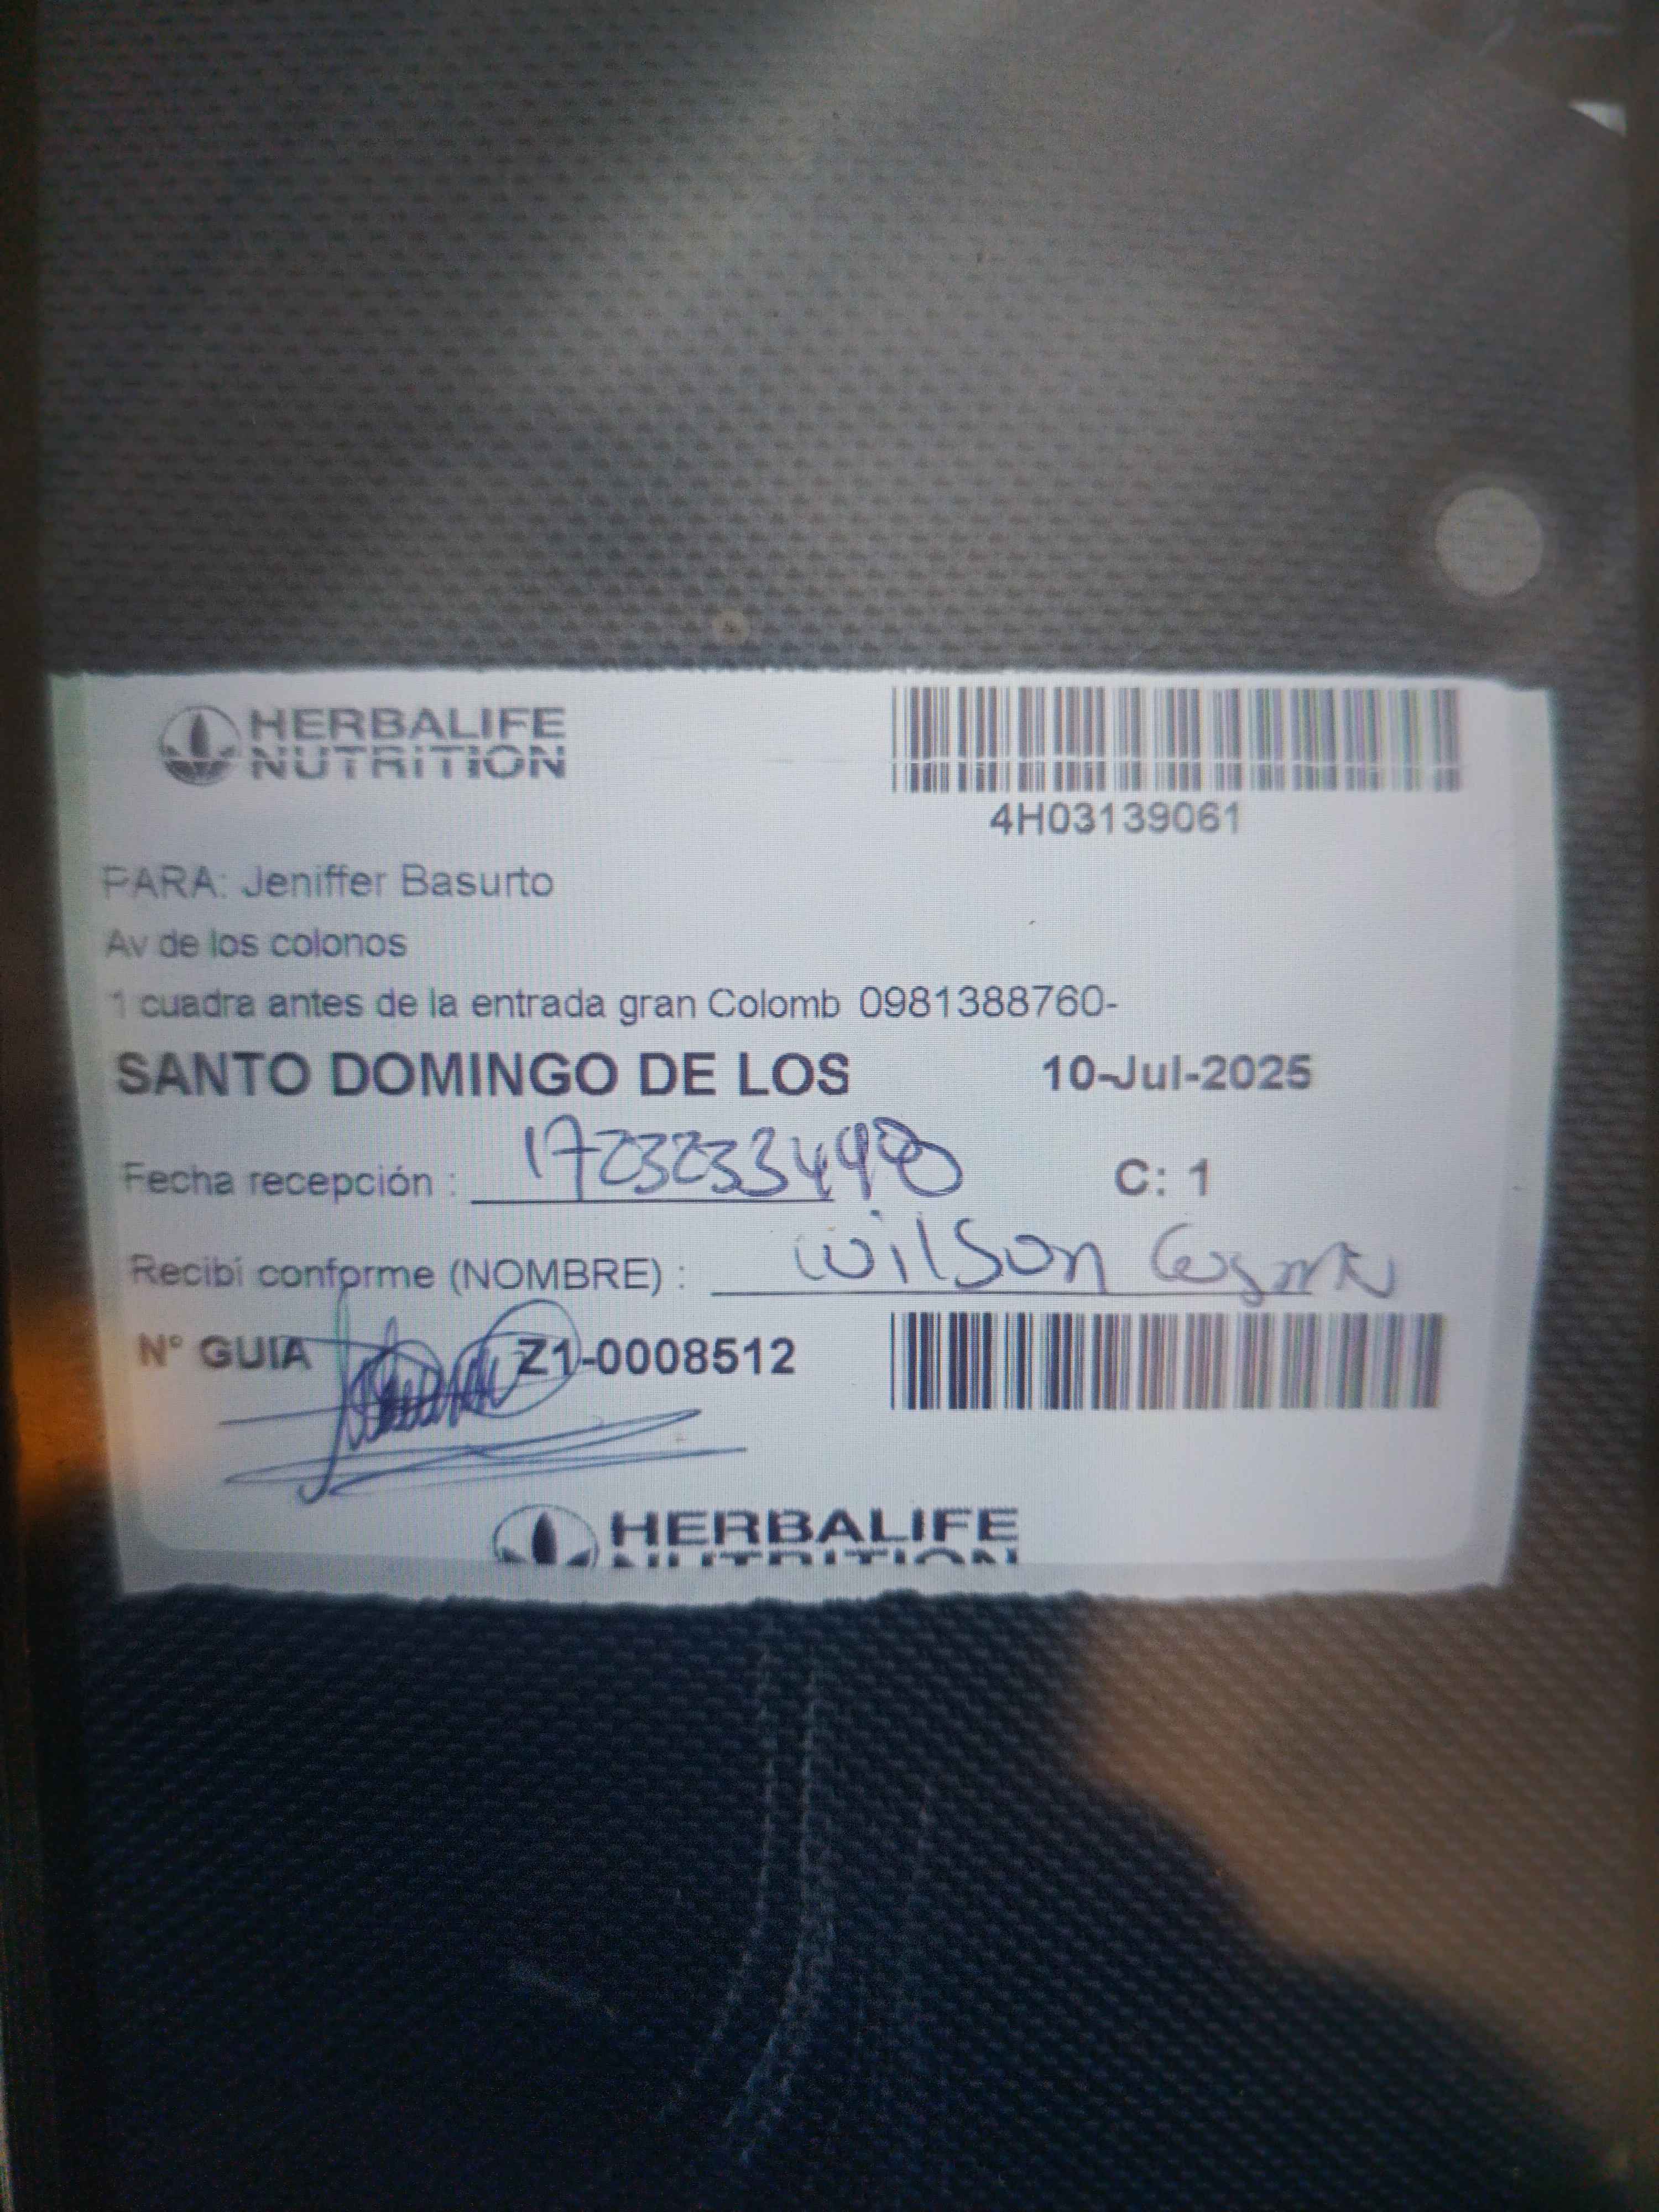 HERBALIFE
NUTRITION
4H03139061
PARA: Jeniffer Basurto
Av de los colonos
1 cuadra antes de la entrada gran Colomb 0981388760-
SANTO DOMINGO DE LOS 10-Jul-2025
Fecha recepción : C: 1
Recibí conforme (NOMBRE) : Wilson
N° GUIA Z1-0008512
HERBALIFE
NUTRITION